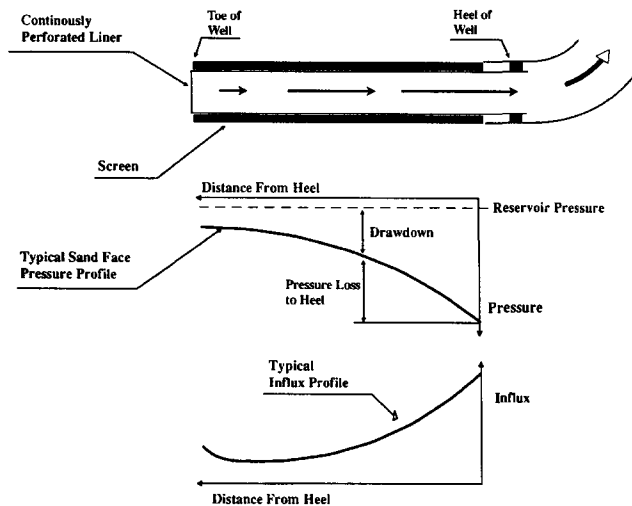 Continously
Perforated Liner
Toe of
Well
Heel of
Well
Screen
Distance From Heel
Reservoir Pressure
Drawdown
Typical Sand Face
Pressure Profile
Pressure Loss
to Heel
Pressure
Typical
Influx Profile
Influx
Distance From Heel